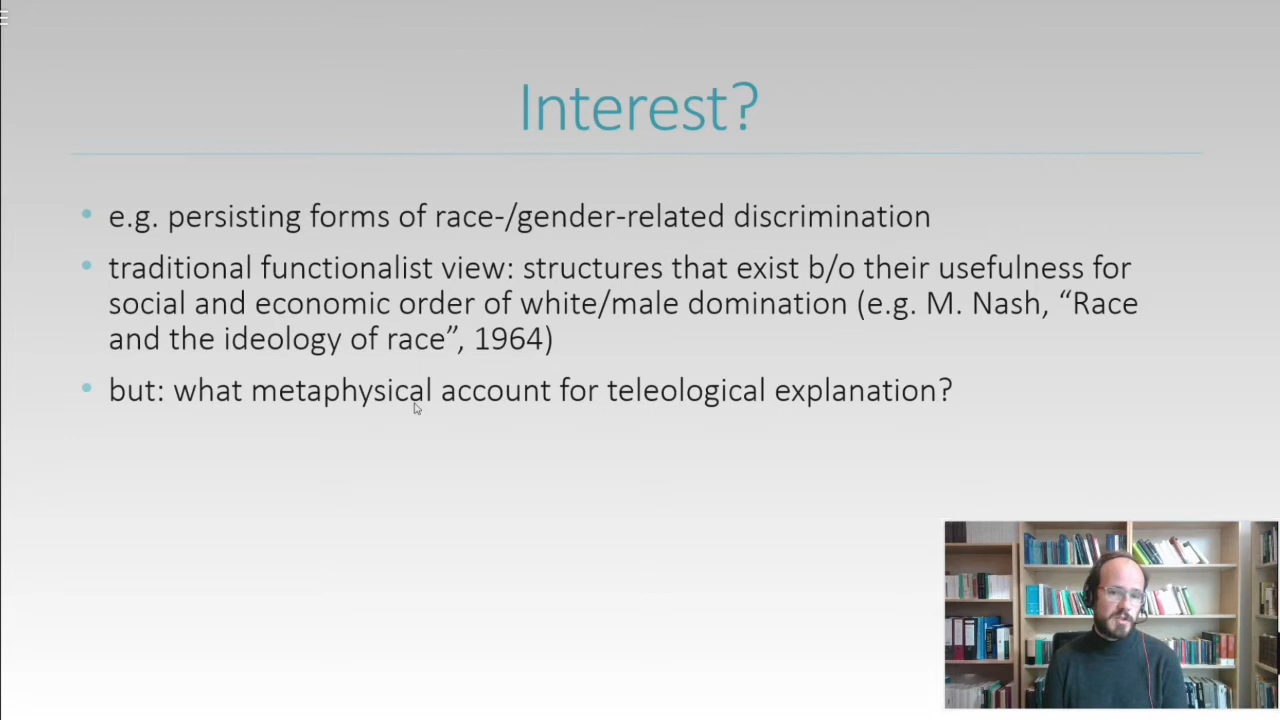 Interest?
• e.g. persisting forms of race-/gender-related discrimination
• traditional functionalist view: structures that exist b/o their usefulness for
social and economic order of white/male domination (e.g. M. Nash, “Race
and the ideology of race”, 1964)
• but: what metaphysical account for teleological explanation?